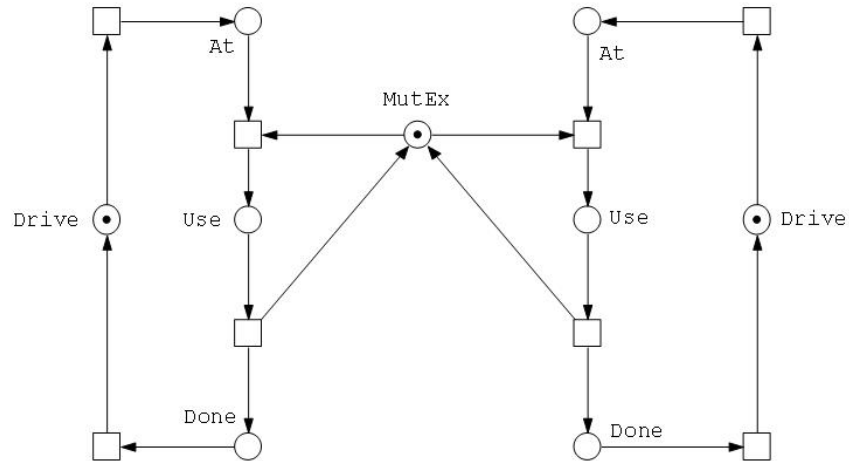 At
At
MutEx
Drive
Use
Use
Drive
Done
Done